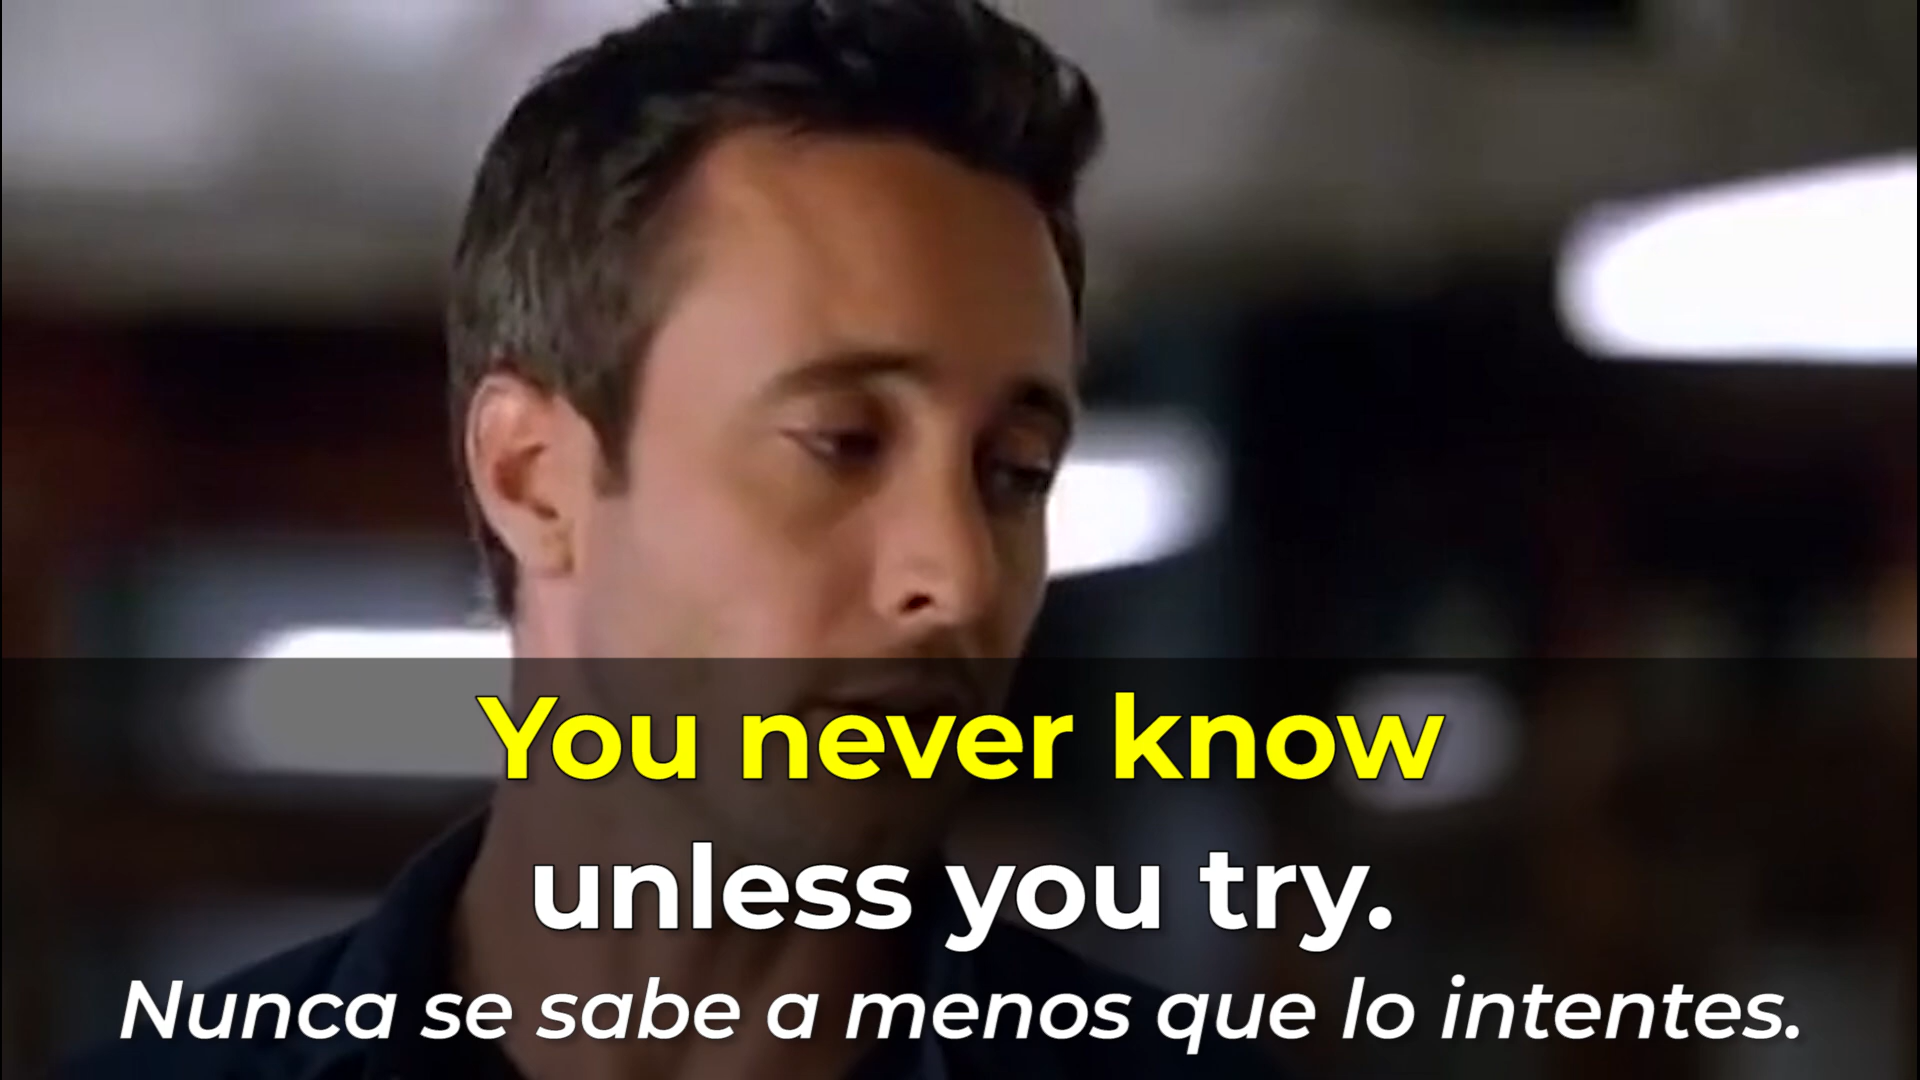 You never know
unless you try.
Nunca se sabe a menos que lo intentes.